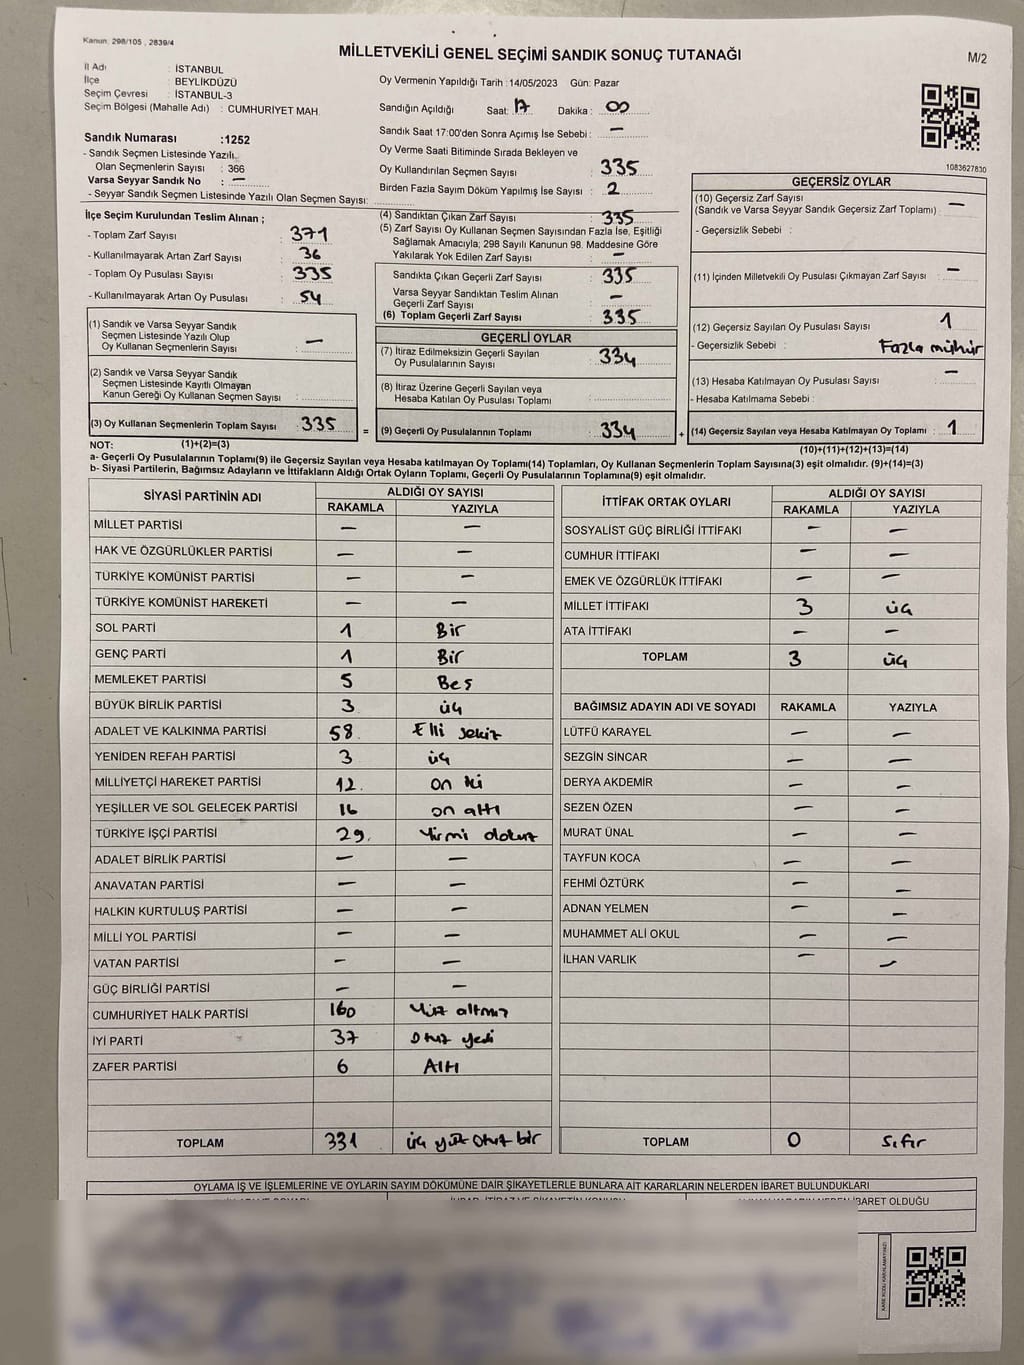 Kanun: 298/105 , 2839/4
MİLLETVEKİLİ GENEL SEÇİMİ SANDIK SONUÇ TUTANAĞI
M/2
İl Adı : İSTANBUL
İlçe : BEYLİKDÜZÜ
Seçim Çevresi : İSTANBUL-3
Seçim Bölgesi (Mahalle Adı) : CUMHURİYET MAH.
Sandık Numarası :1252
- Sandık Seçmen Listesinde Yazılı
Olan Seçmenlerin Sayısı : 366
Varsa Seyyar Sandık No : –
- Seyyar Sandık Seçmen Listesinde Yazılı Olan Seçmen Sayısı:
Oy Vermenin Yapıldığı Tarih : 14/05/2023 Gün: Pazar
Sandığın Açıldığı Saat: 17 Dakika : 00
Sandık Saat 17:00'den Sonra Açımış İse Sebebi : –
Oy Verme Saati Bitiminde Sırada Bekleyen ve
Oy Kullandırılan Seçmen Sayısı : 335
Birden Fazla Sayım Döküm Yapılmış İse Sayısı : 2
1083627830
İlçe Seçim Kurulundan Teslim Alınan ;
- Toplam Zarf Sayısı : 371
- Kullanılmayarak Artan Zarf Sayısı : 36
- Toplam Oy Pusulası Sayısı : 335
- Kullanılmayarak Artan Oy Pusulası : 54
(1) Sandık ve Varsa Seyyar Sandık
Seçmen Listesinde Yazılı Olup
Oy Kullanan Seçmenlerin Sayısı : –
(2) Sandık ve Varsa Seyyar Sandık
Seçmen Listesinde Kayıtlı Olmayan
Kanun Gereği Oy Kullanan Seçmen Sayısı :
(3) Oy Kullanan Seçmenlerin Toplam Sayısı : 335
(4) Sandıktan Çıkan Zarf Sayısı : 335
(5) Zarf Sayısı Oy Kullanan Seçmen Sayısından Fazla İse, Eşitliği
Sağlamak Amacıyla; 298 Sayılı Kanunun 98. Maddesine Göre
Yakılarak Yok Edilen Zarf Sayısı : –
Sandıkta Çıkan Geçerli Zarf Sayısı : 335
Varsa Seyyar Sandıktan Teslim Alınan
Geçerli Zarf Sayısı : –
(6) Toplam Geçerli Zarf Sayısı : 335
GEÇERLİ OYLAR
(7) İtiraz Edilmeksizin Geçerli Sayılan
Oy Pusulalarının Sayısı : 334
(8) İtiraz Üzerine Geçerli Sayılan veya
Hesaba Katılan Oy Pusulası Toplamı :
= (9) Geçerli Oy Pusulalarının Toplamı : 334 +
GEÇERSİZ OYLAR
(10) Geçersiz Zarf Sayısı
(Sandık ve Varsa Seyyar Sandık Geçersiz Zarf Toplamı) : –
- Geçersizlik Sebebi :
(11) İçinden Milletvekili Oy Pusulası Çıkmayan Zarf Sayısı : –
(12) Geçersiz Sayılan Oy Pusulası Sayısı : 1
- Geçersizlik Sebebi : Fazla mühür
(13) Hesaba Katılmayan Oy Pusulası Sayısı : –
- Hesaba Katılmama Sebebi :
(14) Geçersiz Sayılan veya Hesaba Katılmayan Oy Toplamı : 1
NOT: (1)+(2)=(3)
(10)+(11)+(12)+(13)=(14)
a- Geçerli Oy Pusulalarının Toplamı(9) ile Geçersiz Sayılan veya Hesaba katılmayan Oy Toplamı(14) Toplamları, Oy Kullanan Seçmenlerin Toplam Sayısına(3) eşit olmalıdır. (9)+(14)=(3)
b- Siyasi Partilerin, Bağımsız Adayların ve İttifakların Aldığı Ortak Oyların Toplamı, Geçerli Oy Pusulalarının Toplamına(9) eşit olmalıdır.
SİYASİ PARTİNİN ADI ALDIĞI OY SAYISI
RAKAMLA YAZIYLA
MİLLET PARTİSİ – –
HAK VE ÖZGÜRLÜKLER PARTİSİ – –
TÜRKİYE KOMÜNİST PARTİSİ – –
TÜRKİYE KOMÜNİST HAREKETİ – –
SOL PARTİ 1 Bir
GENÇ PARTİ 1 Bir
MEMLEKET PARTİSİ 5 Beş
BÜYÜK BİRLİK PARTİSİ 3 üç
ADALET VE KALKINMA PARTİSİ 58 Elli sekiz
YENİDEN REFAH PARTİSİ 3 üç
MİLLİYETÇİ HAREKET PARTİSİ 12. on iki
YEŞİLLER VE SOL GELECEK PARTİSİ 16 on altı
TÜRKİYE İŞÇİ PARTİSİ 29. Yirmi dokuz
ADALET BİRLİK PARTİSİ – –
ANAVATAN PARTİSİ – –
HALKIN KURTULUŞ PARTİSİ – –
MİLLİ YOL PARTİSİ – –
VATAN PARTİSİ – –
GÜÇ BİRLİĞİ PARTİSİ – –
CUMHURİYET HALK PARTİSİ 160 Yüz altmış
İYİ PARTİ 37 Otuz yedi
ZAFER PARTİSİ 6 Altı
TOPLAM 331 üç yüz otuz bir
İTTİFAK ORTAK OYLARI ALDIĞI OY SAYISI
RAKAMLA YAZIYLA
SOSYALİST GÜÇ BİRLİĞİ İTTİFAKI – –
CUMHUR İTTİFAKI – –
EMEK VE ÖZGÜRLÜK İTTİFAKI – –
MİLLET İTTİFAKI 3 üç
ATA İTTİFAKI – –
TOPLAM 3 üç
BAĞIMSIZ ADAYIN ADI VE SOYADI RAKAMLA YAZIYLA
LÜTFÜ KARAYEL – –
SEZGİN SİNCAR – –
DERYA AKDEMİR – –
SEZEN ÖZEN – –
MURAT ÜNAL – –
TAYFUN KOCA – –
FEHMİ ÖZTÜRK – –
ADNAN YELMEN – –
MUHAMMET ALİ OKUL – –
İLHAN VARLIK – –
TOPLAM 0 sıfır
OYLAMA İŞ VE İŞLEMLERİNE VE OYLARIN SAYIM DÖKÜMÜNE DAİR ŞİKAYETLERLE BUNLARA AİT KARARLARIN NELERDEN İBARET BULUNDUKLARI
İBARET OLDUĞU